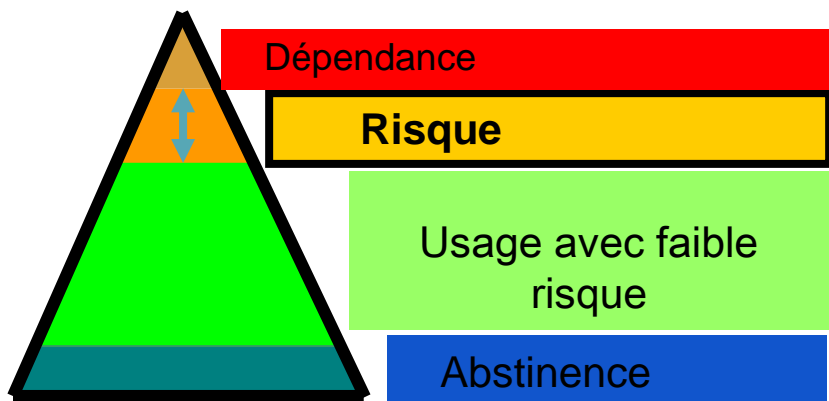 Dépendance
Risque
Usage avec faible
risque
Abstinence